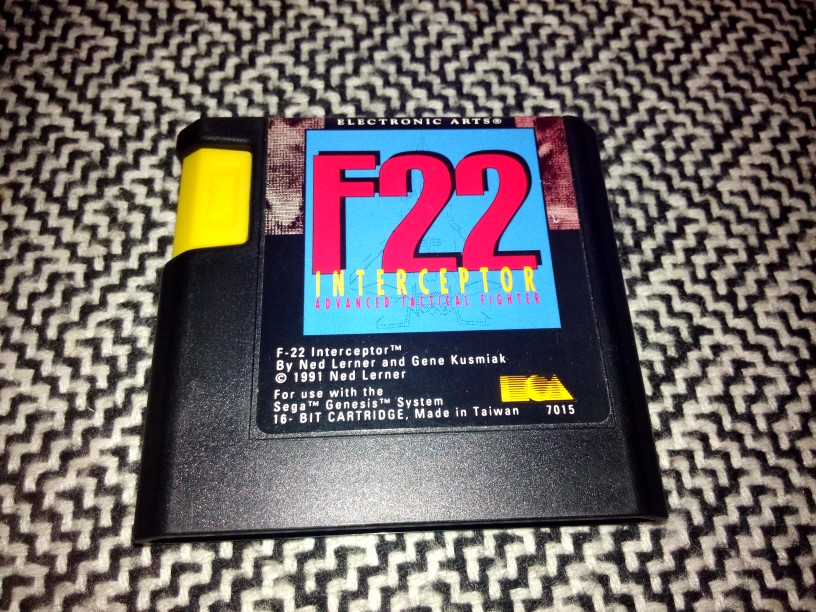 ELECTRONIC ARTS®
F22
INTERCEPTOR
ADVANCED TACTICAL FIGHTER
F-22 Interceptor™
By Ned Lerner and Gene Kusmiak
© 1991 Ned Lerner
For use with the
Sega™ Genesis™ System
16- BIT CARTRIDGE, Made in Taiwan 7015
EA